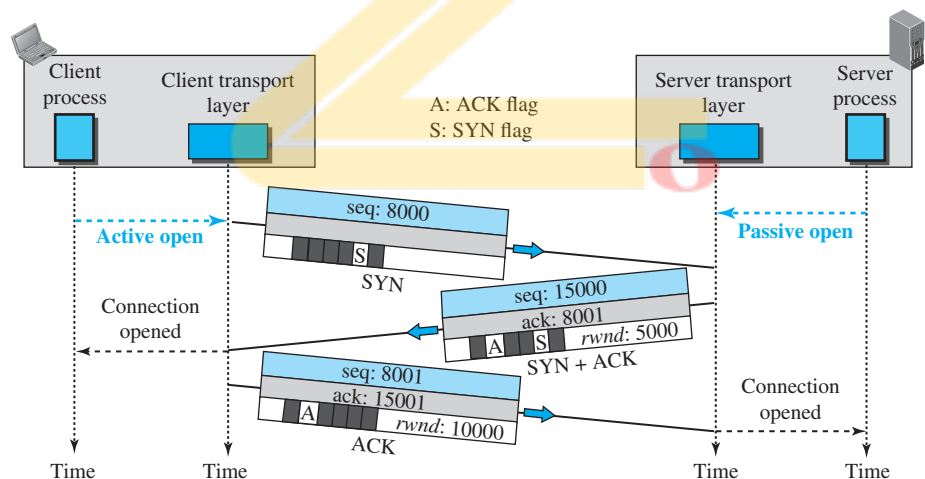 Client
process
Client transport
layer
A: ACK flag
S: SYN flag
Server transport
layer
Server
process
Active open
Passive open
seq: 8000
S
SYN
seq: 15000
ack: 8001
A S rwnd: 5000
SYN + ACK
Connection
opened
seq: 8001
ack: 15001
A rwnd: 10000
ACK
Connection
opened
Time
Time
Time
Time